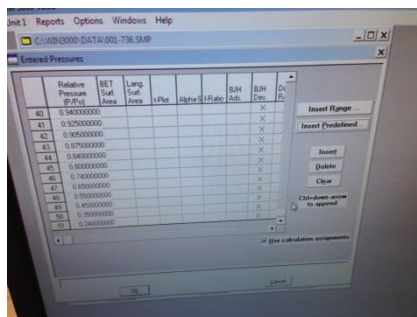 Unit 1 Reports Options Windows Help
C:\WIN3000\DATA\001-736.SMP
Entered Pressures
Relative Pressure (P/Po) BET Surf. Area Lang. Surf. Area t-Plot Alpha-S f-Ratio BJH Ads. BJH Des.
40 0.940000000 X
41 0.925000000 X
42 0.905000000 X
43 0.875000000 X
44 0.840000000 X
45 0.800000000 X
46 0.740000000 X
47 0.650000000 X
48 0.550000000 X
49 0.450000000 X
50 0.350000000 X
51 0.240000000 X
Insert Range ...
Insert Predefined...
Insert
Delete
Clear
Ctrl+down-arrow
to append
Use calculation assignments
OK
Cancel